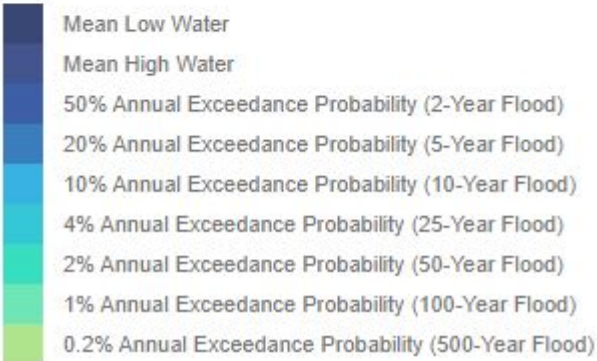 Mean Low Water
Mean High Water
50% Annual Exceedance Probability (2-Year Flood)
20% Annual Exceedance Probability (5-Year Flood)
10% Annual Exceedance Probability (10-Year Flood)
4% Annual Exceedance Probability (25-Year Flood)
2% Annual Exceedance Probability (50-Year Flood)
1% Annual Exceedance Probability (100-Year Flood)
0.2% Annual Exceedance Probability (500-Year Flood)